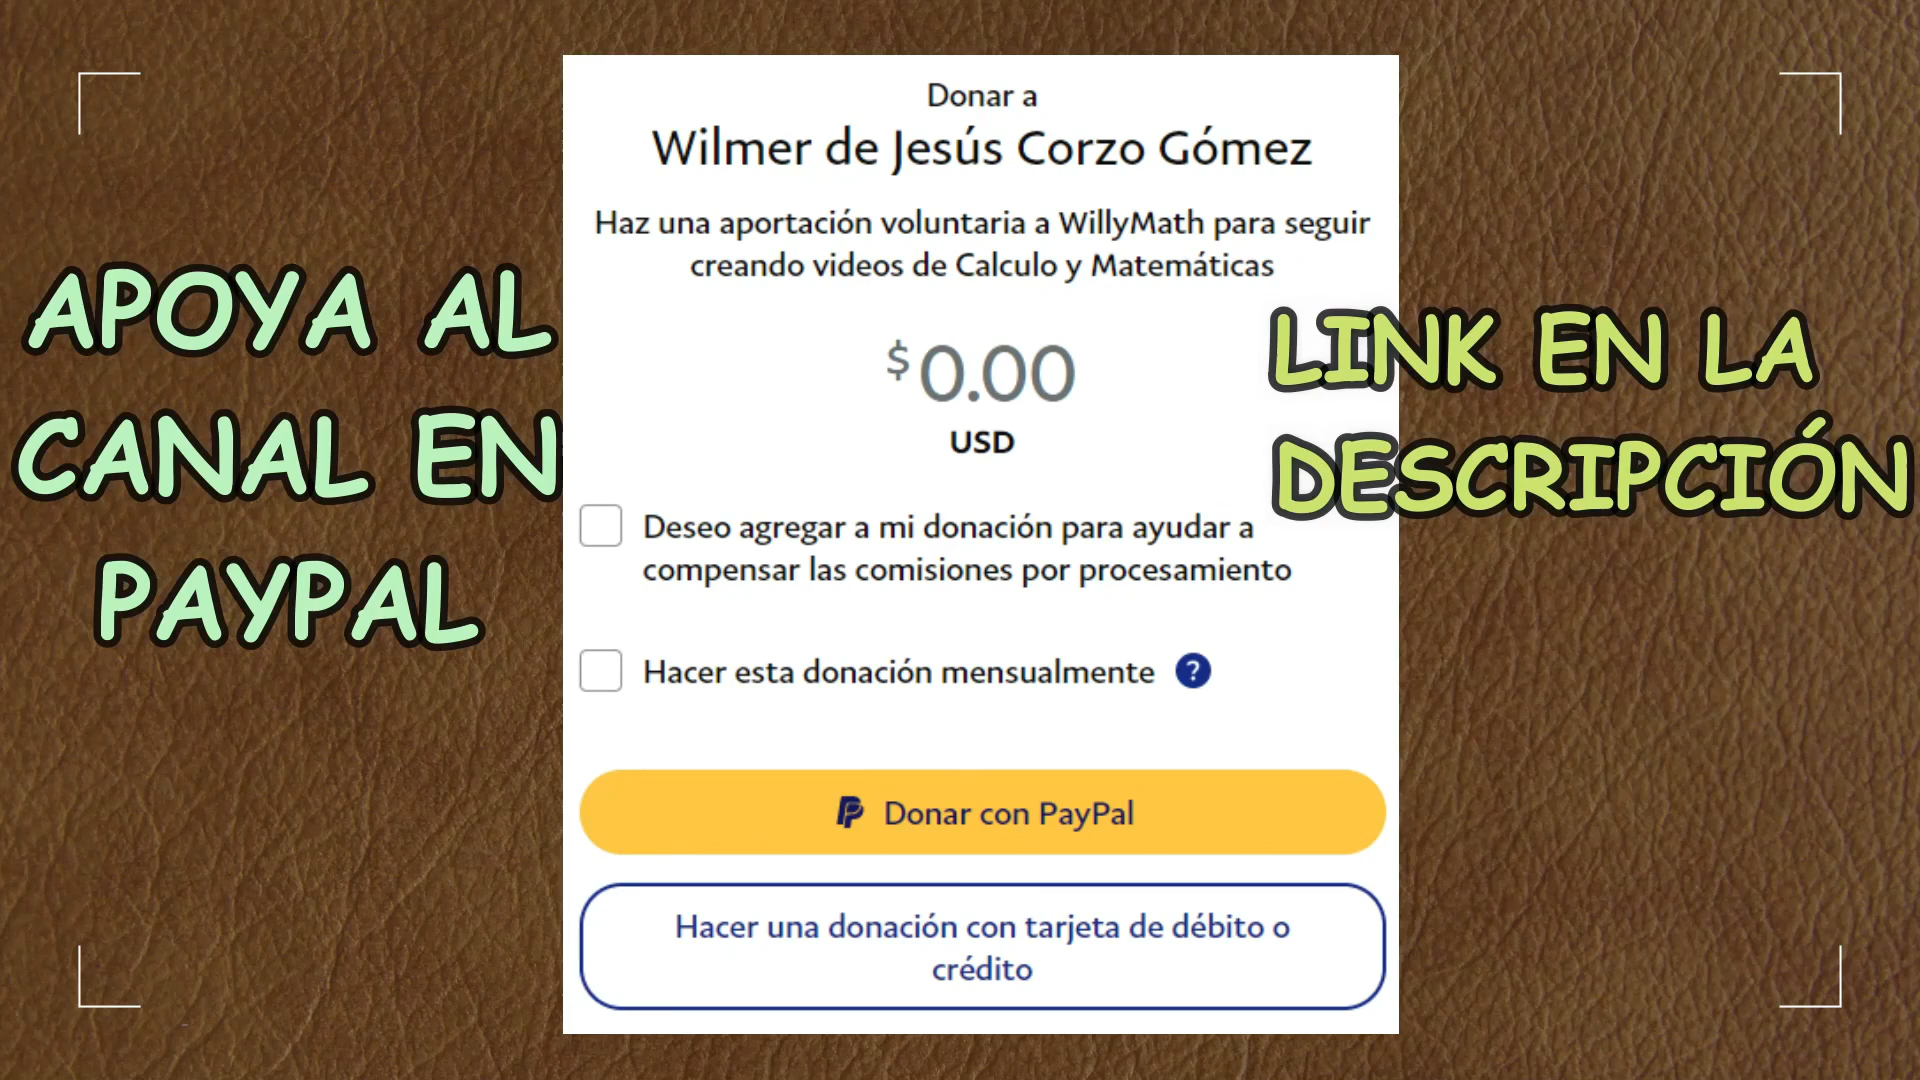 APOYA AL
CANAL EN
PAYPAL
Donar a
Wilmer de Jesús Corzo Gómez
Haz una aportación voluntaria a WillyMath para seguir
creando videos de Calculo y Matemáticas
$0.00
USD
Deseo agregar a mi donación para ayudar a
compensar las comisiones por procesamiento
Hacer esta donación mensualmente ?
Donar con PayPal
Hacer una donación con tarjeta de débito o
crédito
LINK EN LA
DESCRIPCIÓN